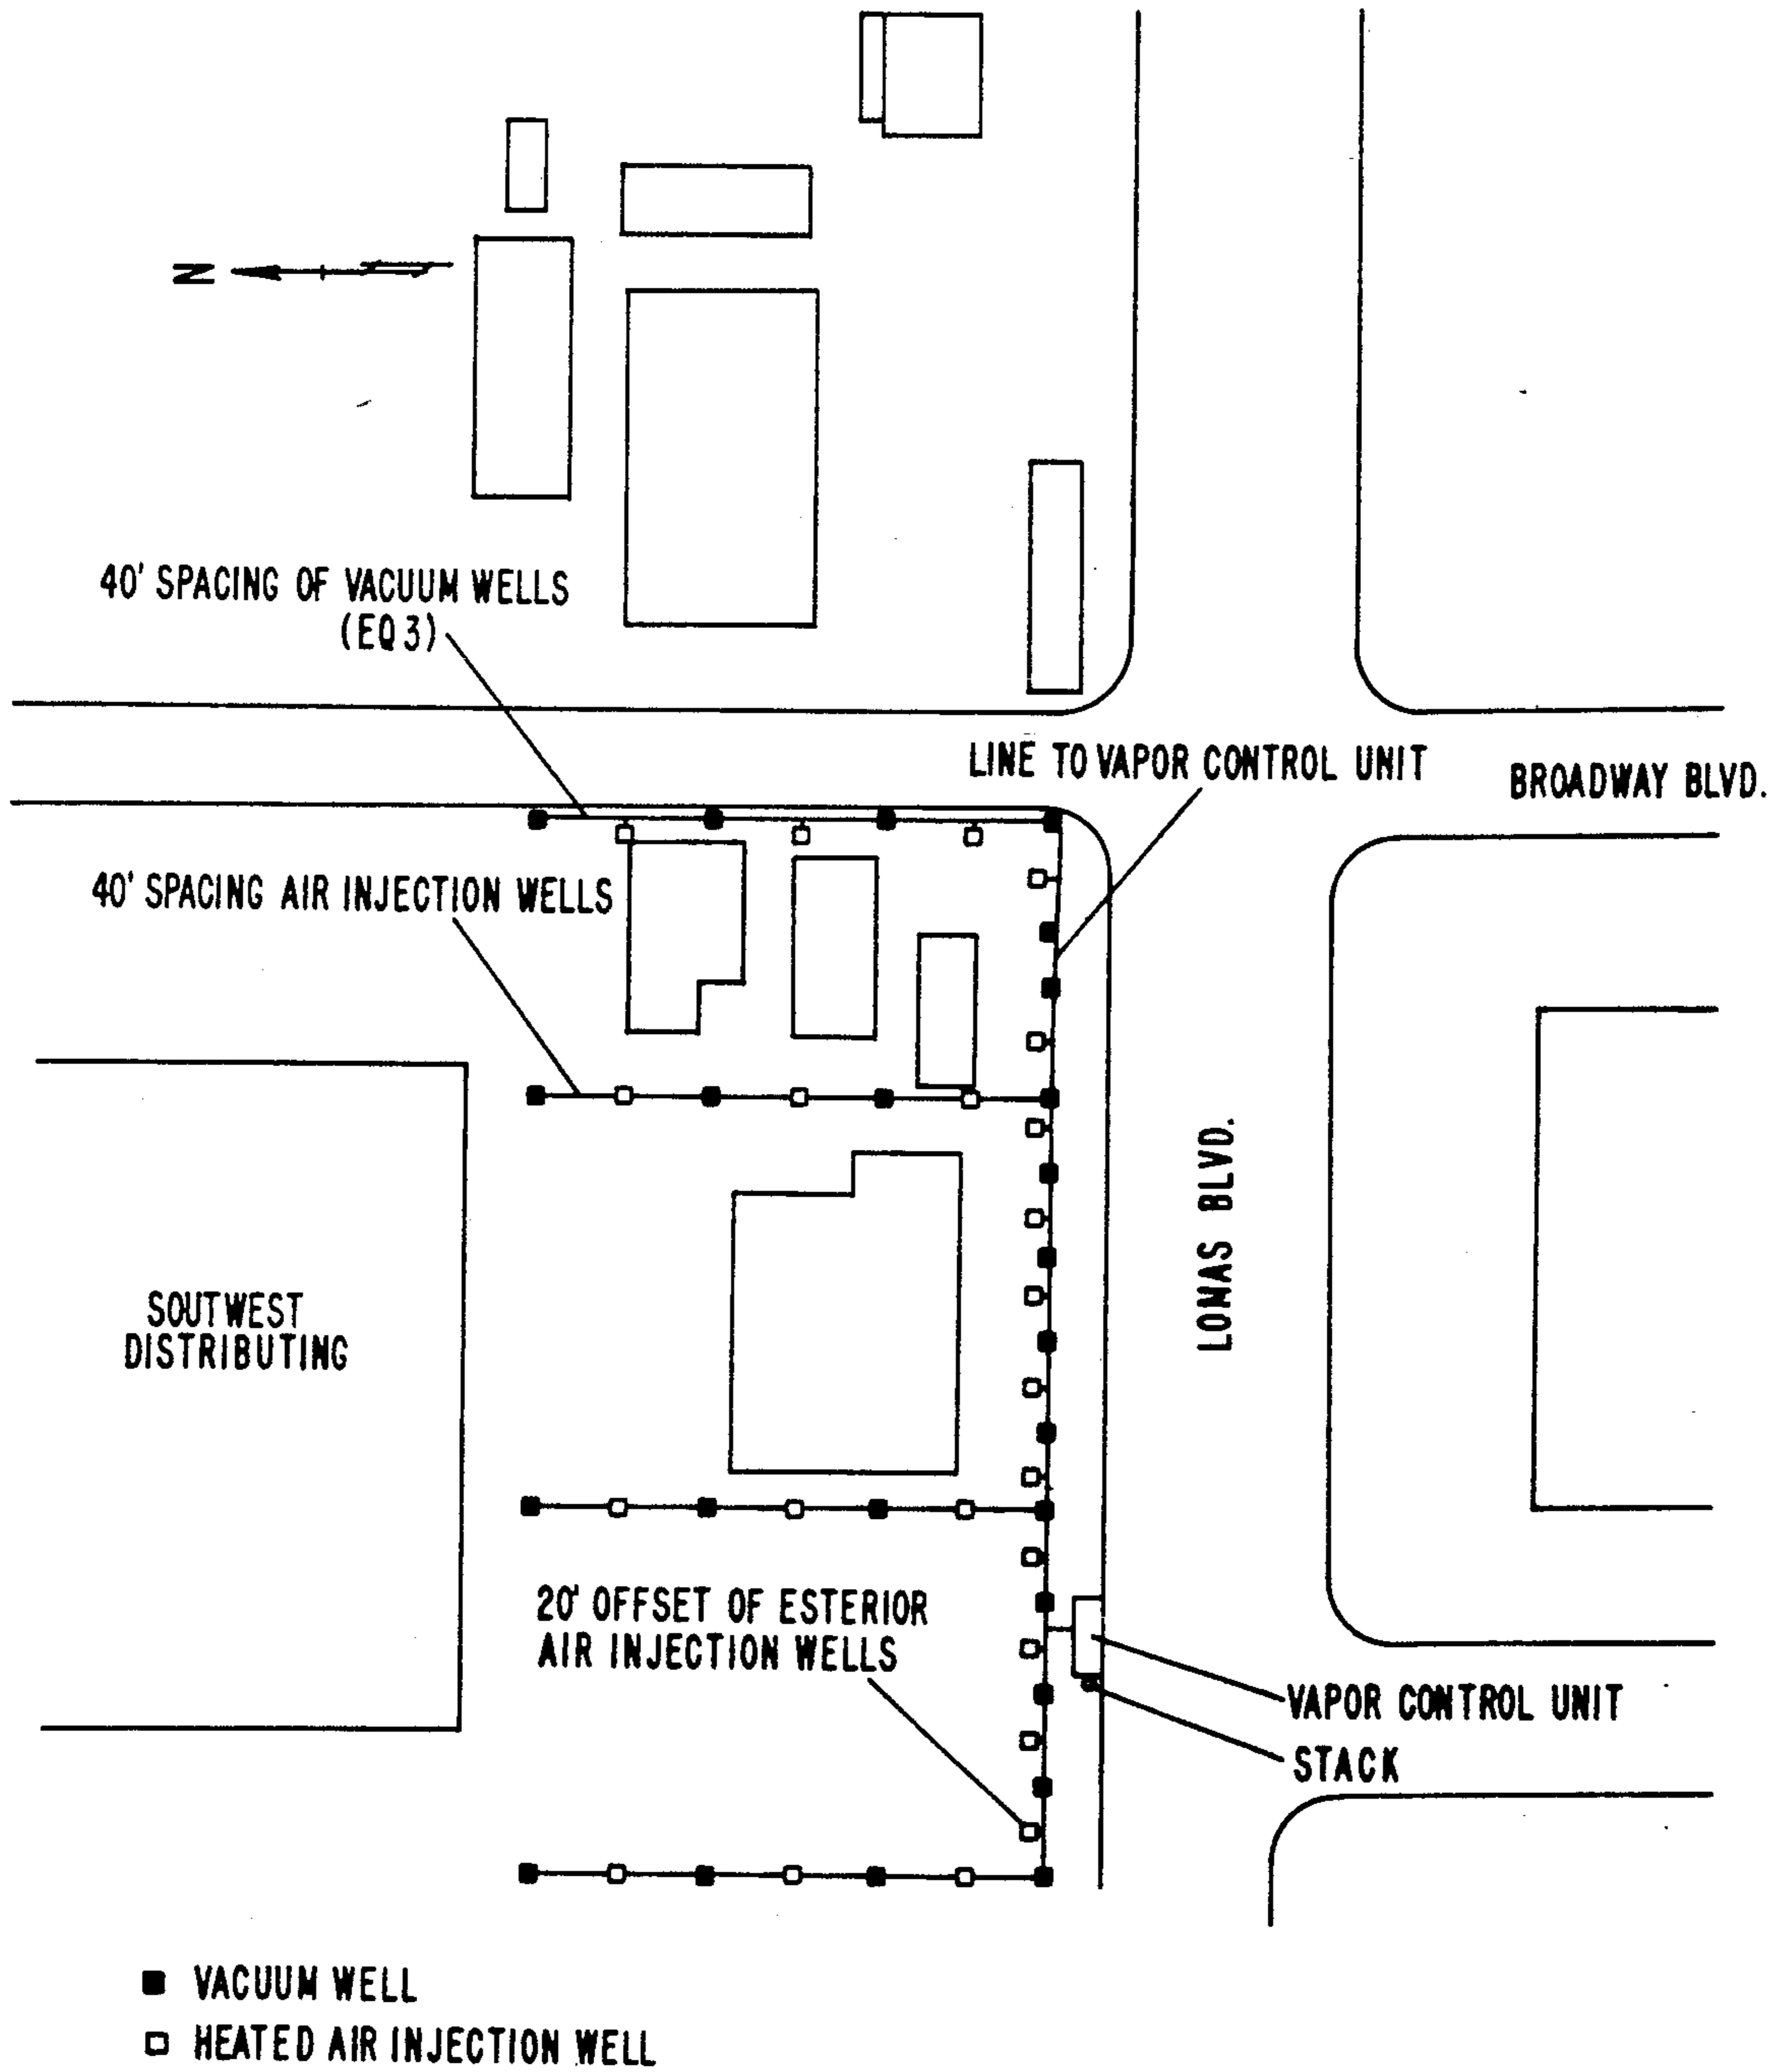 N
40' SPACING OF VACUUM WELLS
(EQ 3)
LINE TO VAPOR CONTROL UNIT
BROADWAY BLVD.
40' SPACING AIR INJECTION WELLS
LOMAS BLVD.
SOUTWEST
DISTRIBUTING
20' OFFSET OF ESTERIOR
AIR INJECTION WELLS
VAPOR CONTROL UNIT
STACK
VACUUM WELL
HEATED AIR INJECTION WELL